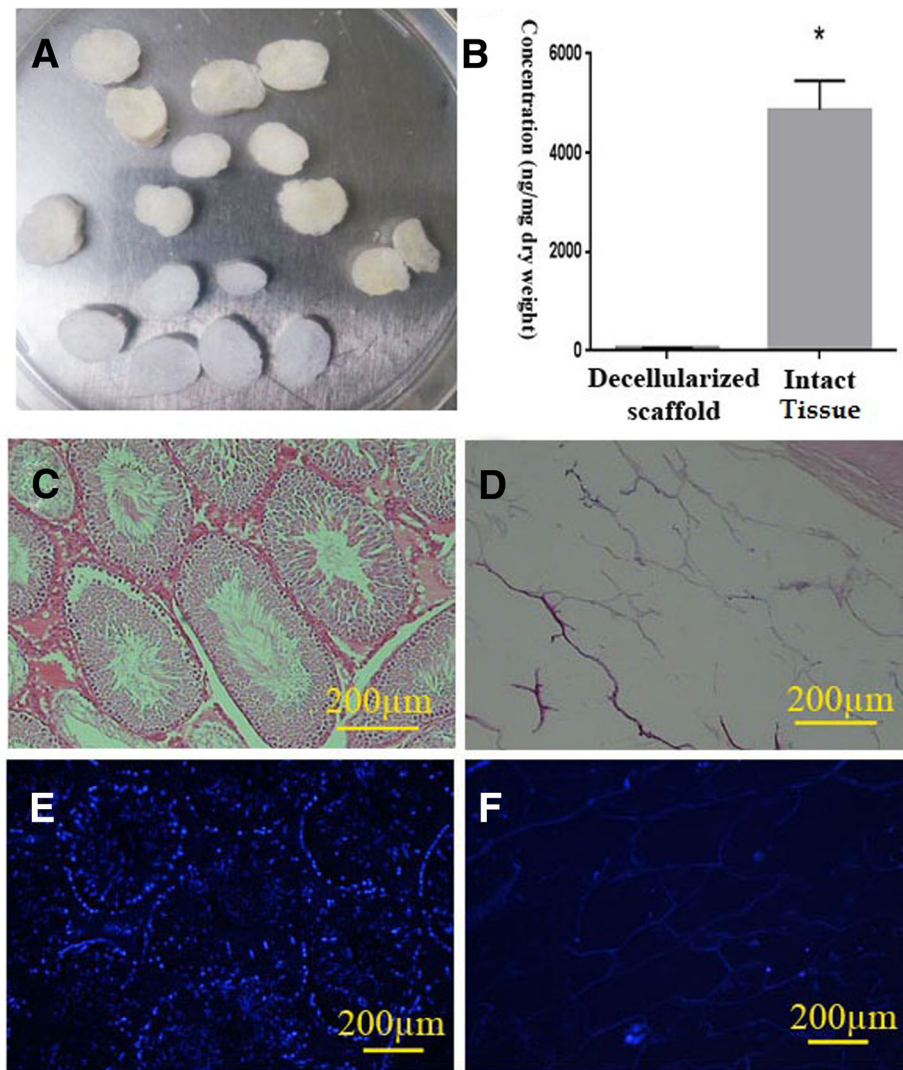 A
B
Concentration (ng/mg dry weight)
6000
4000
2000
0
*
Decellularized
scaffold
Intact
Tissue
C
200µm
D
200µm
E
200µm
F
200µm